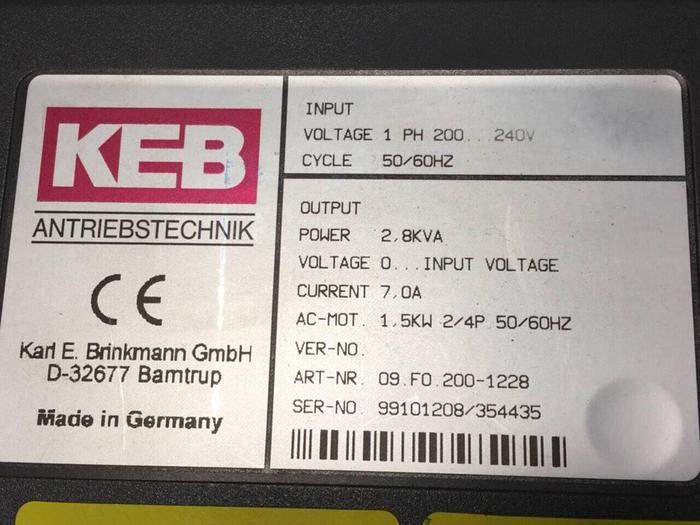 KEB
ANTRIEBSTECHNIK
CE
Karl E. Brinkmann GmbH
D-32677 Barntrup
Made in Germany
INPUT
VOLTAGE 1 PH 200...240V
CYCLE 50/60HZ
OUTPUT
POWER 2,8KVA
VOLTAGE 0...INPUT VOLTAGE
CURRENT 7,0A
AC-MOT. 1,5KW 2/4P 50/60HZ
VER-NO.
ART-NR. 09.F0.200-1228
SER-NO 99101208/354435